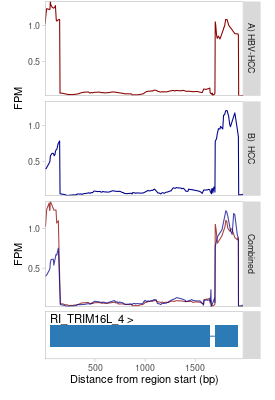 1.0
0.5
A) HBV-HCC
FPM
1.0
0.5
B) HCC
1.0
0.5
Combined
FPM
RI_TRIM16L_4 >
500
1000
1500
Distance from region start (bp)